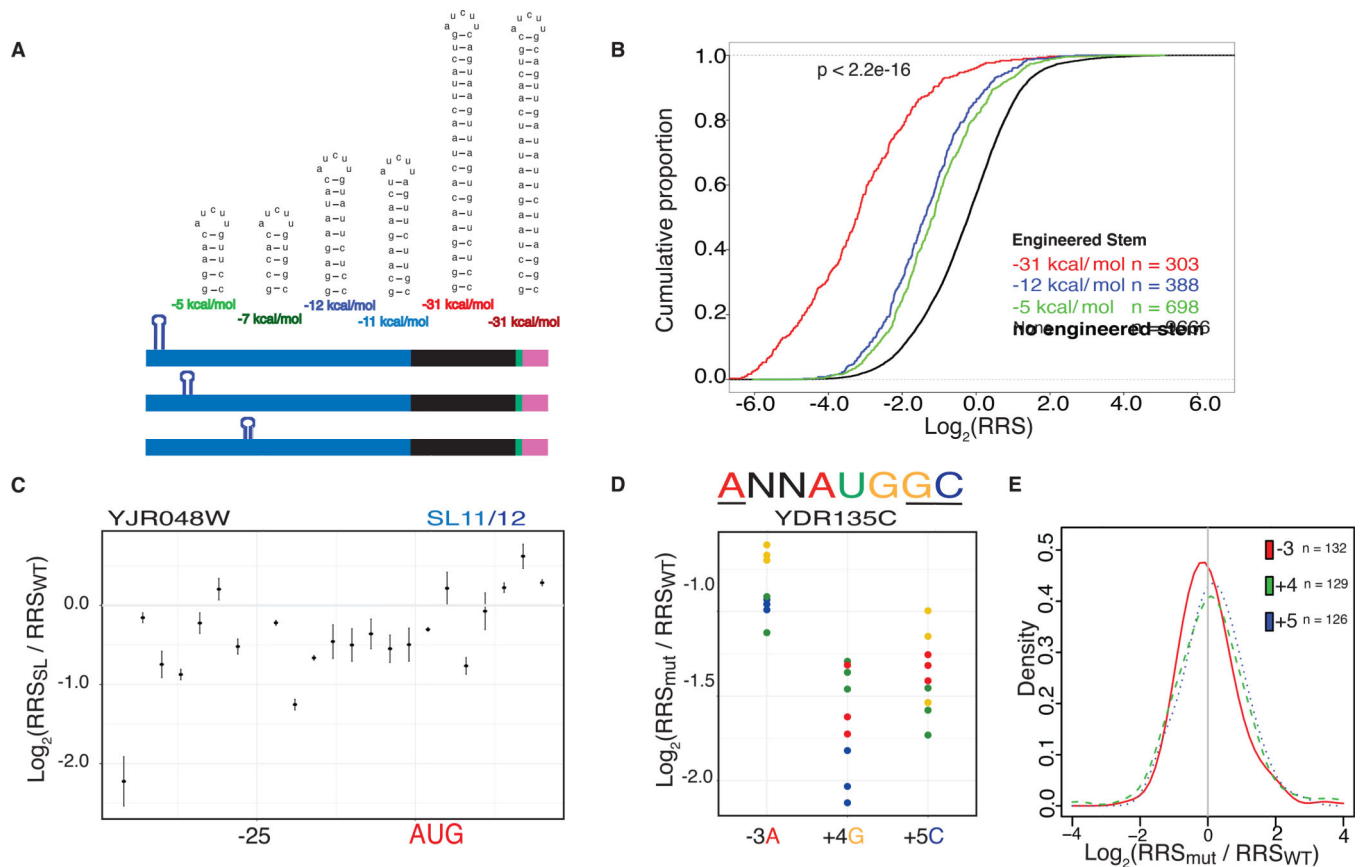 A
-5 kcal/mol
-7 kcal/mol
-12 kcal/mol
-11 kcal/mol
-31 kcal/mol
-31 kcal/mol
B
p < 2.2e-16
Cumulative proportion
1.0
0.8
0.6
0.4
0.2
0.0
Engineered Stem
-31 kcal/mol n = 303
-12 kcal/mol n = 388
-5 kcal/mol n = 698
no engineered stem
-6.0 -4.0 -2.0 0.0 2.0 4.0 6.0
Log2(RRS)
C
YJR048W
SL11/12
Log2(RRSSL / RRSWT)
0.0
-1.0
-2.0
-25
AUG
D
ANNAUGGC
YDR135C
Log2(RRSmut / RRSWT)
-1.0
-1.5
-2.0
-3A +4G +5C
E
Density
0.5
0.4
0.3
0.2
0.1
0.0
-3 n = 132
+4 n = 129
+5 n = 126
-4 -2 0 2 4
Log2(RRSmut / RRSWT)